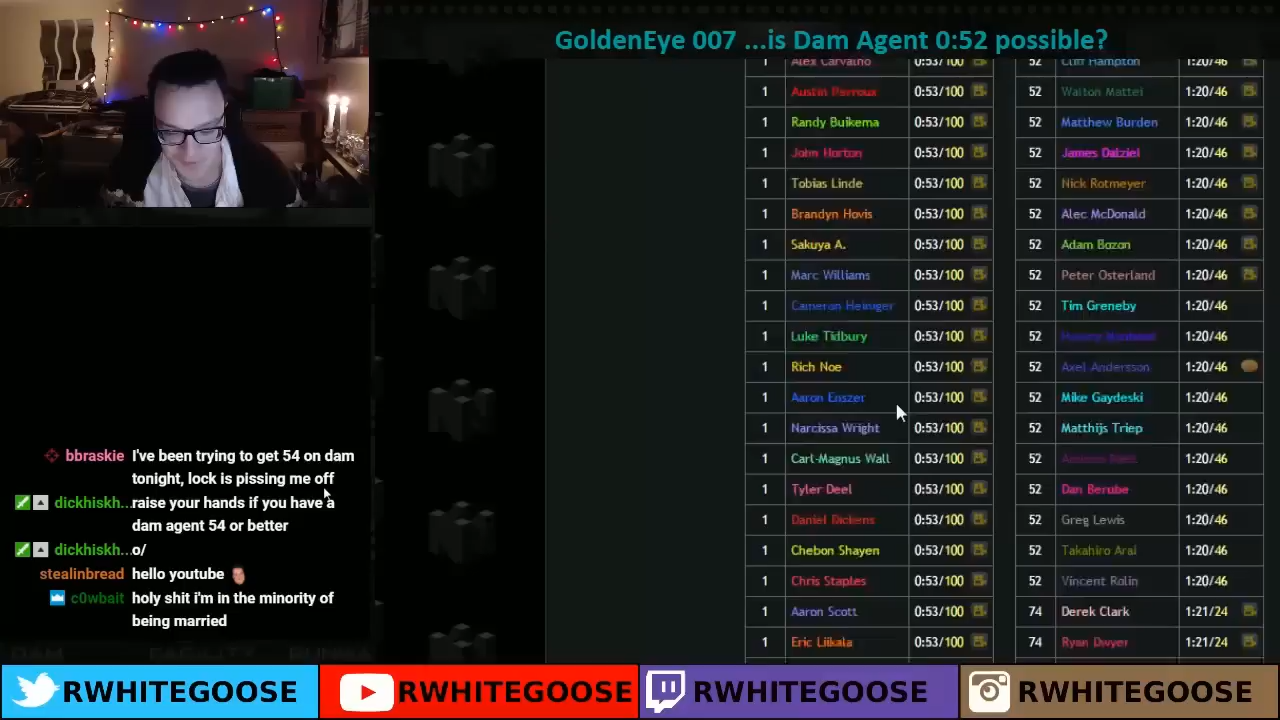 GoldenEye 007 ...is Dam Agent 0:52 possible?
1 Alex Carvalho 0:53/100
1 Austin Perroux 0:53/100
1 Randy Buikema 0:53/100
1 John Horton 0:53/100
1 Tobias Linde 0:53/100
1 Brandyn Hovis 0:53/100
1 Sakuya A. 0:53/100
1 Marc Williams 0:53/100
1 Cameron Heiniger 0:53/100
1 Luke Tidbury 0:53/100
1 Rich Noe 0:53/100
1 Aaron Enszer 0:53/100
1 Narcissa Wright 0:53/100
1 Carl-Magnus Wall 0:53/100
1 Tyler Deel 0:53/100
1 Daniel Dickens 0:53/100
1 Chebon Shayen 0:53/100
1 Chris Staples 0:53/100
1 Aaron Scott 0:53/100
1 Eric Liikala 0:53/100
52 Cliff Hampton 1:20/46
52 Walton Mattei 1:20/46
52 Matthew Burden 1:20/46
52 James Dalziel 1:20/46
52 Nick Rotmeyer 1:20/46
52 Alec McDonald 1:20/46
52 Adam Bozon 1:20/46
52 Peter Osterland 1:20/46
52 Tim Greneby 1:20/46
52 1:20/46
52 Axel Andersson 1:20/46
52 Mike Gaydeski 1:20/46
52 Matthijs Triep 1:20/46
52 1:20/46
52 Dan Berube 1:20/46
52 Greg Lewis 1:20/46
52 Takahiro Arai 1:20/46
52 Vincent Rolin 1:20/46
74 Derek Clark 1:21/24
74 Ryan Dwyer 1:21/24
bbraskie I've been trying to get 54 on dam
tonight, lock is pissing me off
dickhiskh... raise your hands if you have a
dam agent 54 or better
dickhiskh... o/
stealinbread hello youtube
c0wbait holy shit i'm in the minority of
being married
RWHITEGOOSE RWHITEGOOSE RWHITEGOOSE RWHITEGOOSE